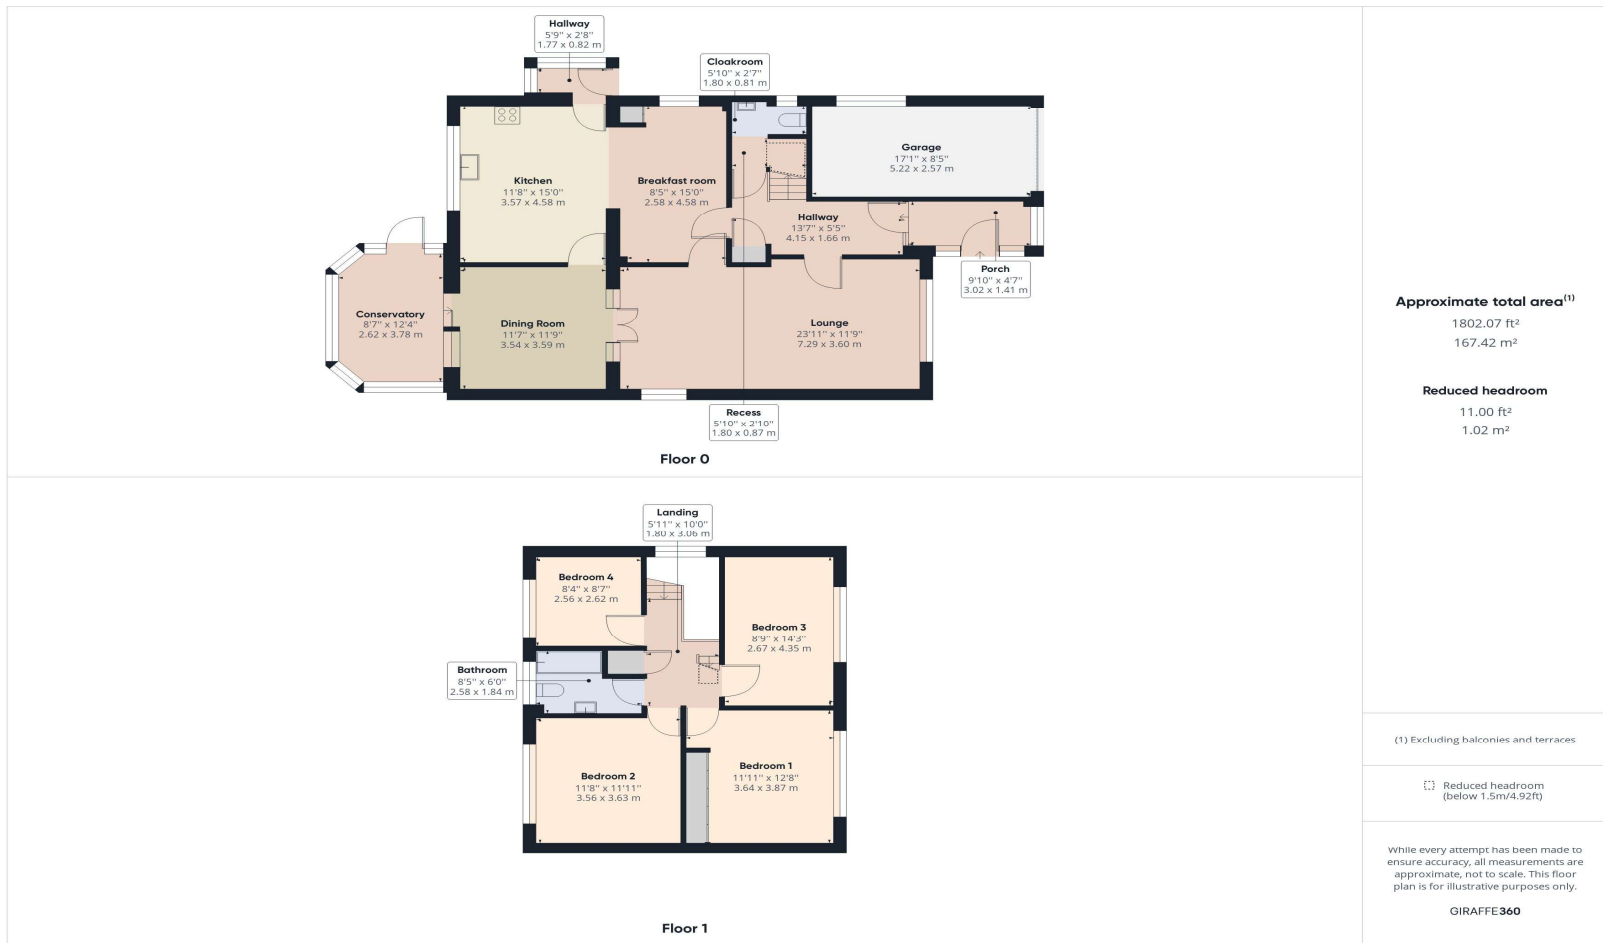 Hallway
5'9" x 2'8"
1.77 x 0.82 m
Cloakroom
5'10" x 2'7"
1.80 x 0.81 m
Garage
17'1" x 8'5"
5.22 x 2.57 m
Kitchen
11'8" x 15'0"
3.57 x 4.58 m
Breakfast room
8'5" x 15'0"
2.58 x 4.58 m
Hallway
13'7" x 5'5"
4.15 x 1.66 m
Porch
9'10" x 4'7"
3.02 x 1.41 m
Conservatory
8'7" x 12'4"
2.62 x 3.78 m
Dining Room
11'7" x 11'9"
3.54 x 3.59 m
Lounge
23'11" x 11'9"
7.29 x 3.60 m
Recess
5'10" x 2'10"
1.80 x 0.87 m
Floor 0
Landing
5'11" x 10'0"
1.80 x 3.06 m
Bedroom 4
8'4" x 8'7"
2.56 x 2.62 m
Bedroom 3
8'9" x 14'3"
2.67 x 4.35 m
Bathroom
8'5" x 6'0"
2.58 x 1.84 m
Bedroom 2
11'8" x 11'11"
3.56 x 3.63 m
Bedroom 1
11'11" x 12'8"
3.64 x 3.87 m
Floor 1
Approximate total area(1)
1802.07 ft²
167.42 m²
Reduced headroom
11.00 ft²
1.02 m²
(1) Excluding balconies and terraces
Reduced headroom
(below 1.5m/4.92ft)
While every attempt has been made to
ensure accuracy, all measurements are
approximate, not to scale. This floor
plan is for illustrative purposes only.
GIRAFFE360